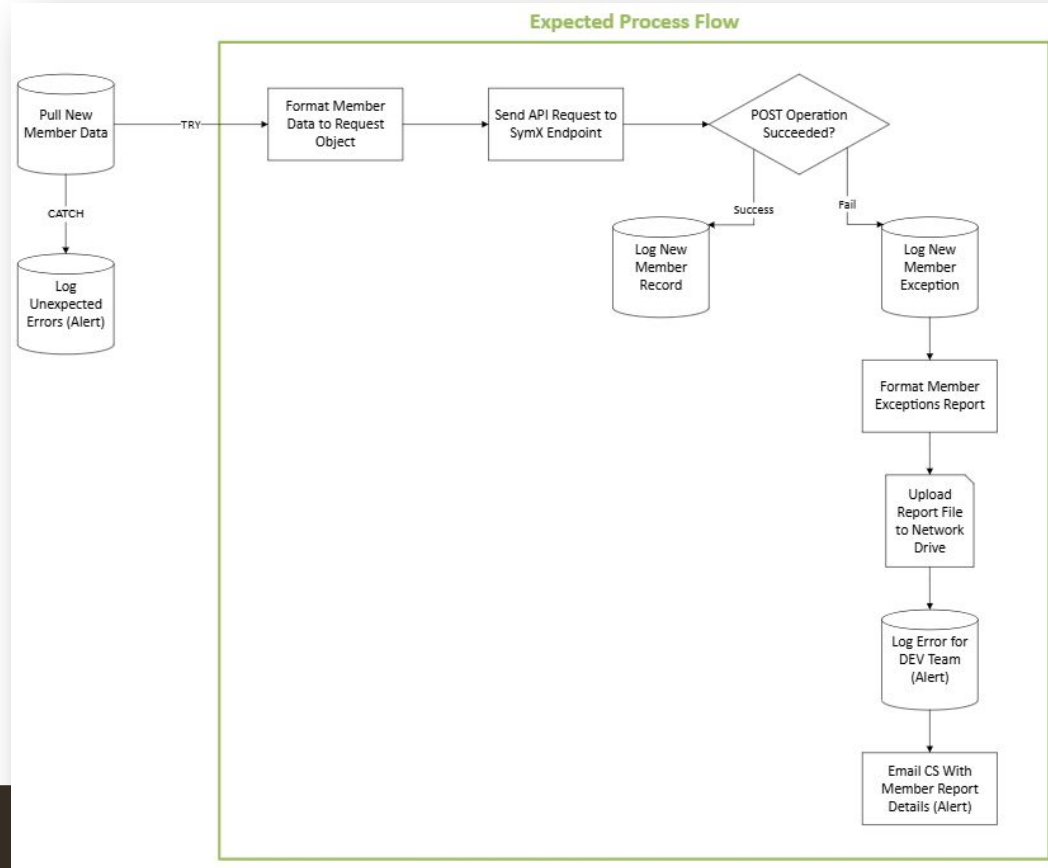 Expected Process Flow
Pull New
Member Data
TRY
Format Member
Data to Request
Object
Send API Request to
SymX Endpoint
POST Operation
Succeeded?
CATCH
Success
Fail
Log
Unexpected
Errors (Alert)
Log New
Member
Record
Log New
Member
Exception
Format Member
Exceptions Report
Upload
Report File
to Network
Drive
Log Error for
DEV Team
(Alert)
Email CS With
Member Report
Details (Alert)